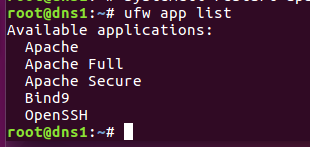 root@dns1:~# ufw app list
Available applications:
  Apache
  Apache Full
  Apache Secure
  Bind9
  OpenSSH
root@dns1:~#